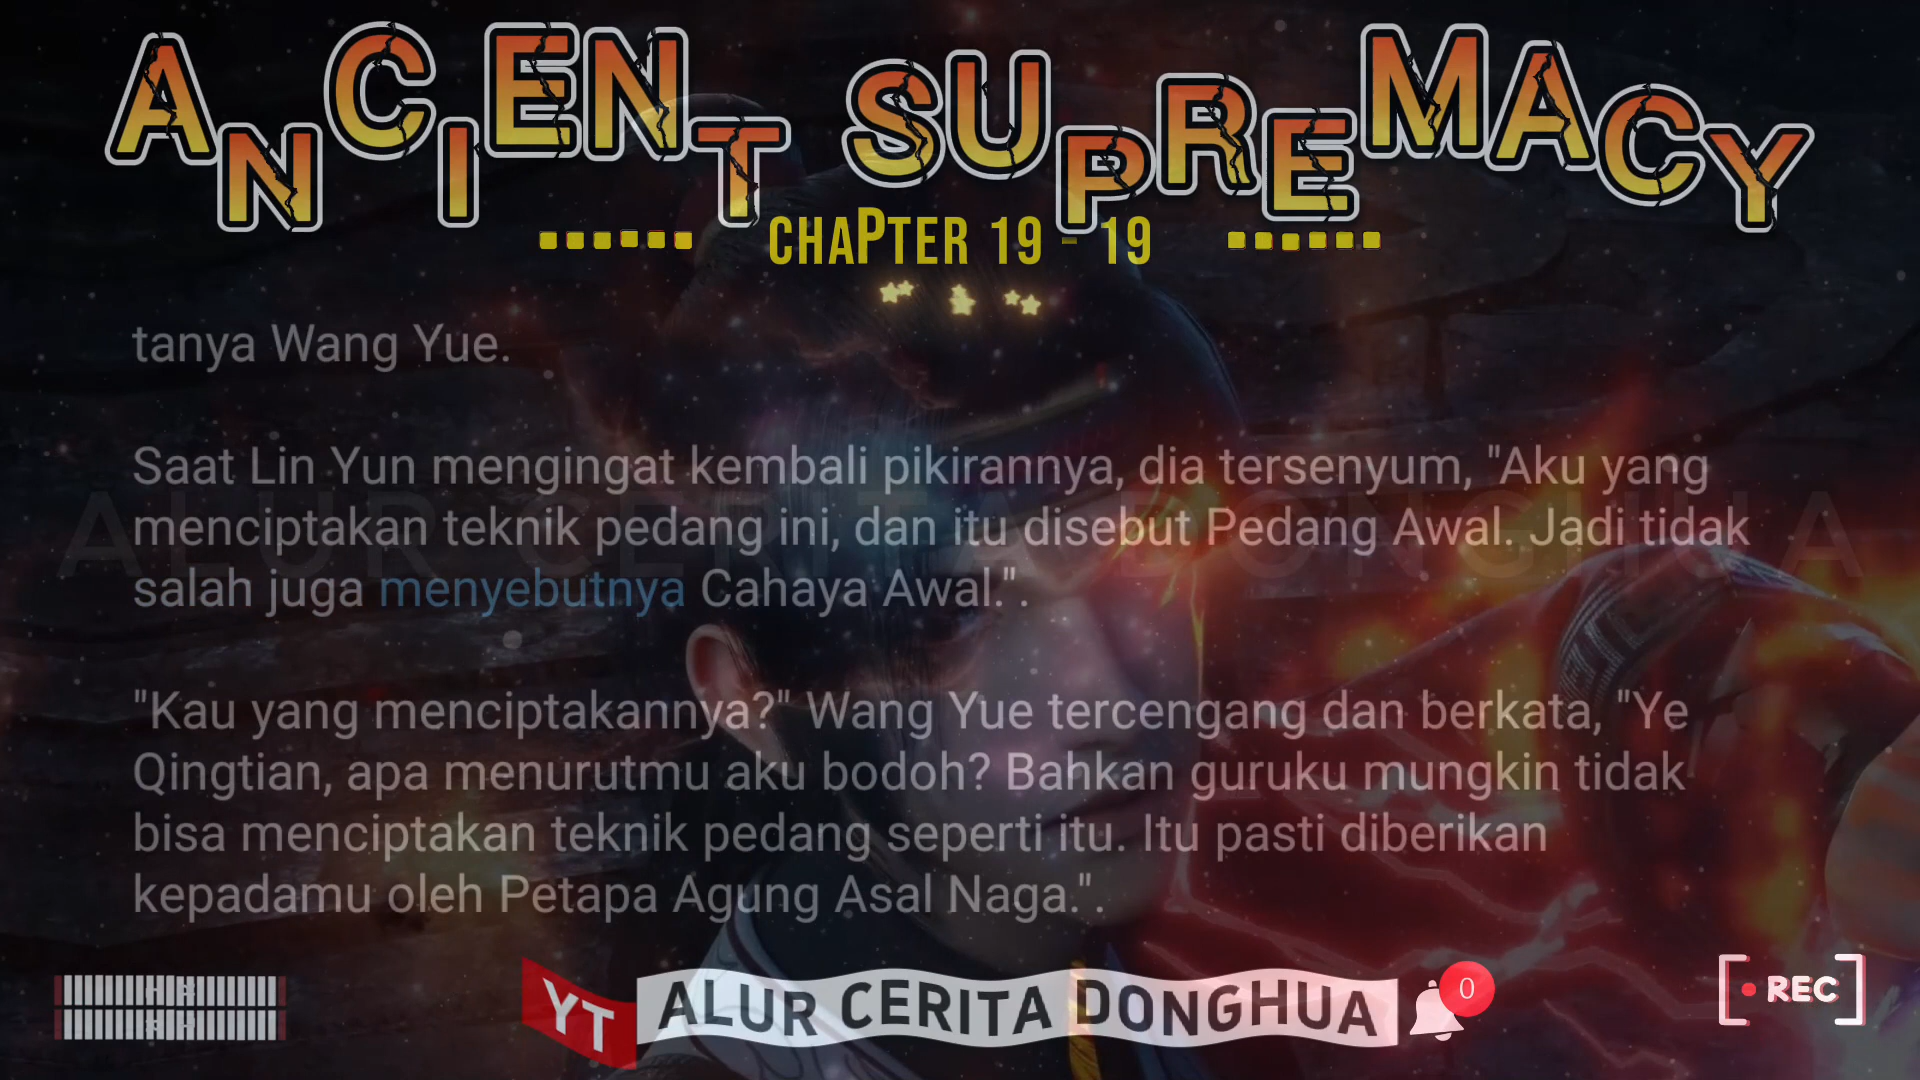 ANCIENT SUPREMACY
CHAPTER 19 - 19
tanya Wang Yue.
Saat Lin Yun mengingat kembali pikirannya, dia tersenyum, "Aku yang
menciptakan teknik pedang ini, dan itu disebut Pedang Awal. Jadi tidak
salah juga menyebutnya Cahaya Awal.".
ALUR CERITA DONGHUA
"Kau yang menciptakannya?" Wang Yue tercengang dan berkata, "Ye
Qingtian, apa menurutmu aku bodoh? Bahkan guruku mungkin tidak
bisa menciptakan teknik pedang seperti itu. Itu pasti diberikan
kepadamu oleh Petapa Agung Asal Naga.".
YT ALUR CERITA DONGHUA 0
REC